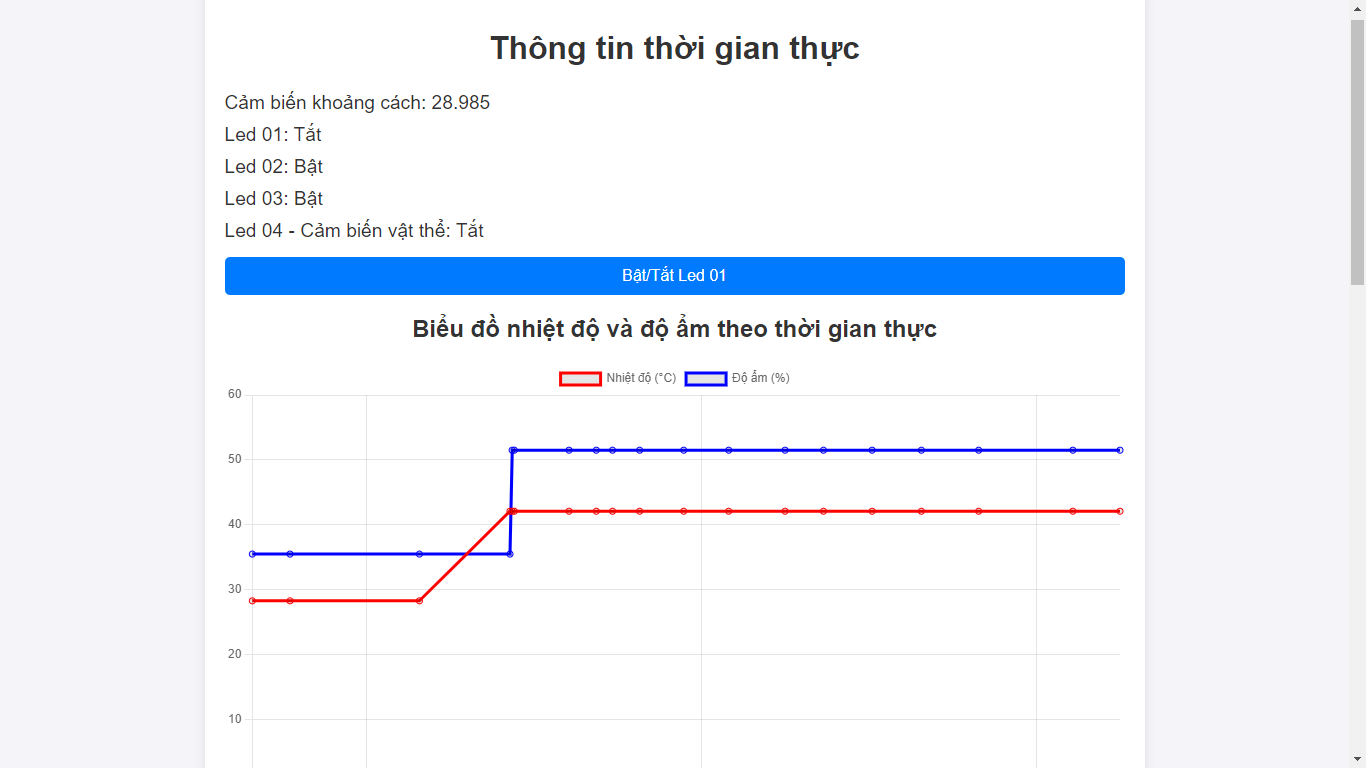 Thông tin thời gian thực
Cảm biến khoảng cách: 28.985
Led 01: Tắt
Led 02: Bật
Led 03: Bật
Led 04 - Cảm biến vật thể: Tắt
Bật/Tắt Led 01
Biểu đồ nhiệt độ và độ ẩm theo thời gian thực
Nhiệt độ (°C) Độ ẩm (%)
60
50
40
30
20
10